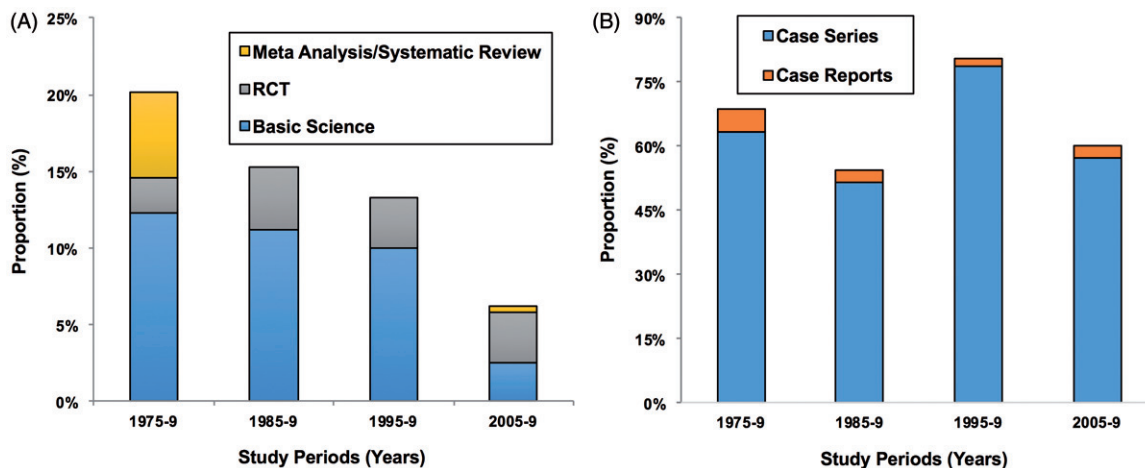 (A)
25%
20%
15%
10%
5%
0%
Proportion (%)
Meta Analysis/Systematic Review
RCT
Basic Science
1975-9 1985-9 1995-9 2005-9
Study Periods (Years)
(B)
90%
75%
60%
45%
30%
15%
0%
Proportion (%)
Case Series
Case Reports
1975-9 1985-9 1995-9 2005-9
Study Periods (Years)